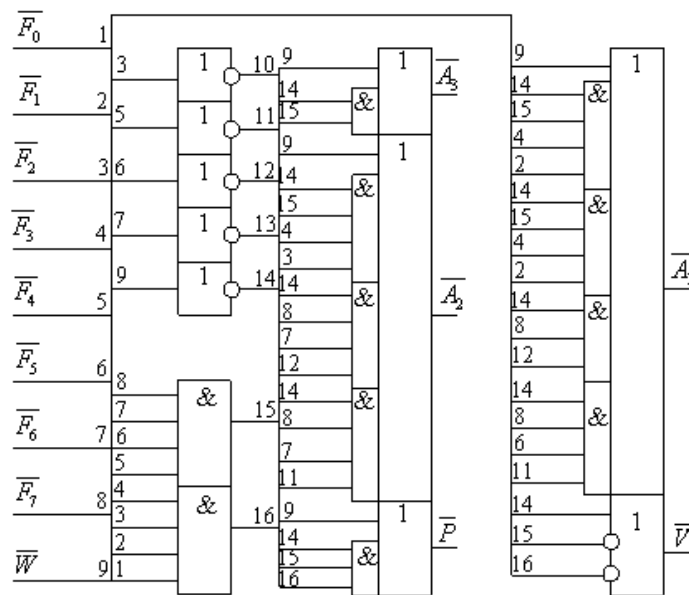 F̅₀ 1
F̅₁ 2
F̅₂ 3
F̅₃ 4
F̅₄ 5
F̅₅ 6
F̅₆ 7
F̅₇ 8
W̅ 9
3 1 10
5 1 11
6 1 12
7 1 13
9 1 14
8 &
7
6
5
15
4 &
3
2
1
16
9 1
14 &
15
A̅₃
9 1
14 &
15
4
3
14 &
8
7
12
14 &
8
7
11
A̅₂
9 1
14
15 &
16
P̅
9 1
14 &
15
4
2
14 &
15
4
2
14 &
8
12
14 &
8
6
11
A̅
14 1
15
16
V̅